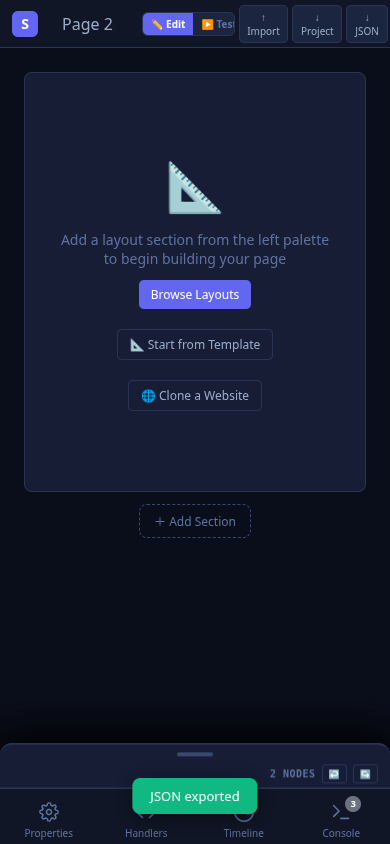 S
Page 2
✏️ Edit
▶️ Test
↑
Import
↓
Project
↓
JSON
Add a layout section from the left palette
to begin building your page
Browse Layouts
📐 Start from Template
🌐 Clone a Website
+ Add Section
2 NODES
JSON exported
3
Properties
Handlers
Timeline
Console